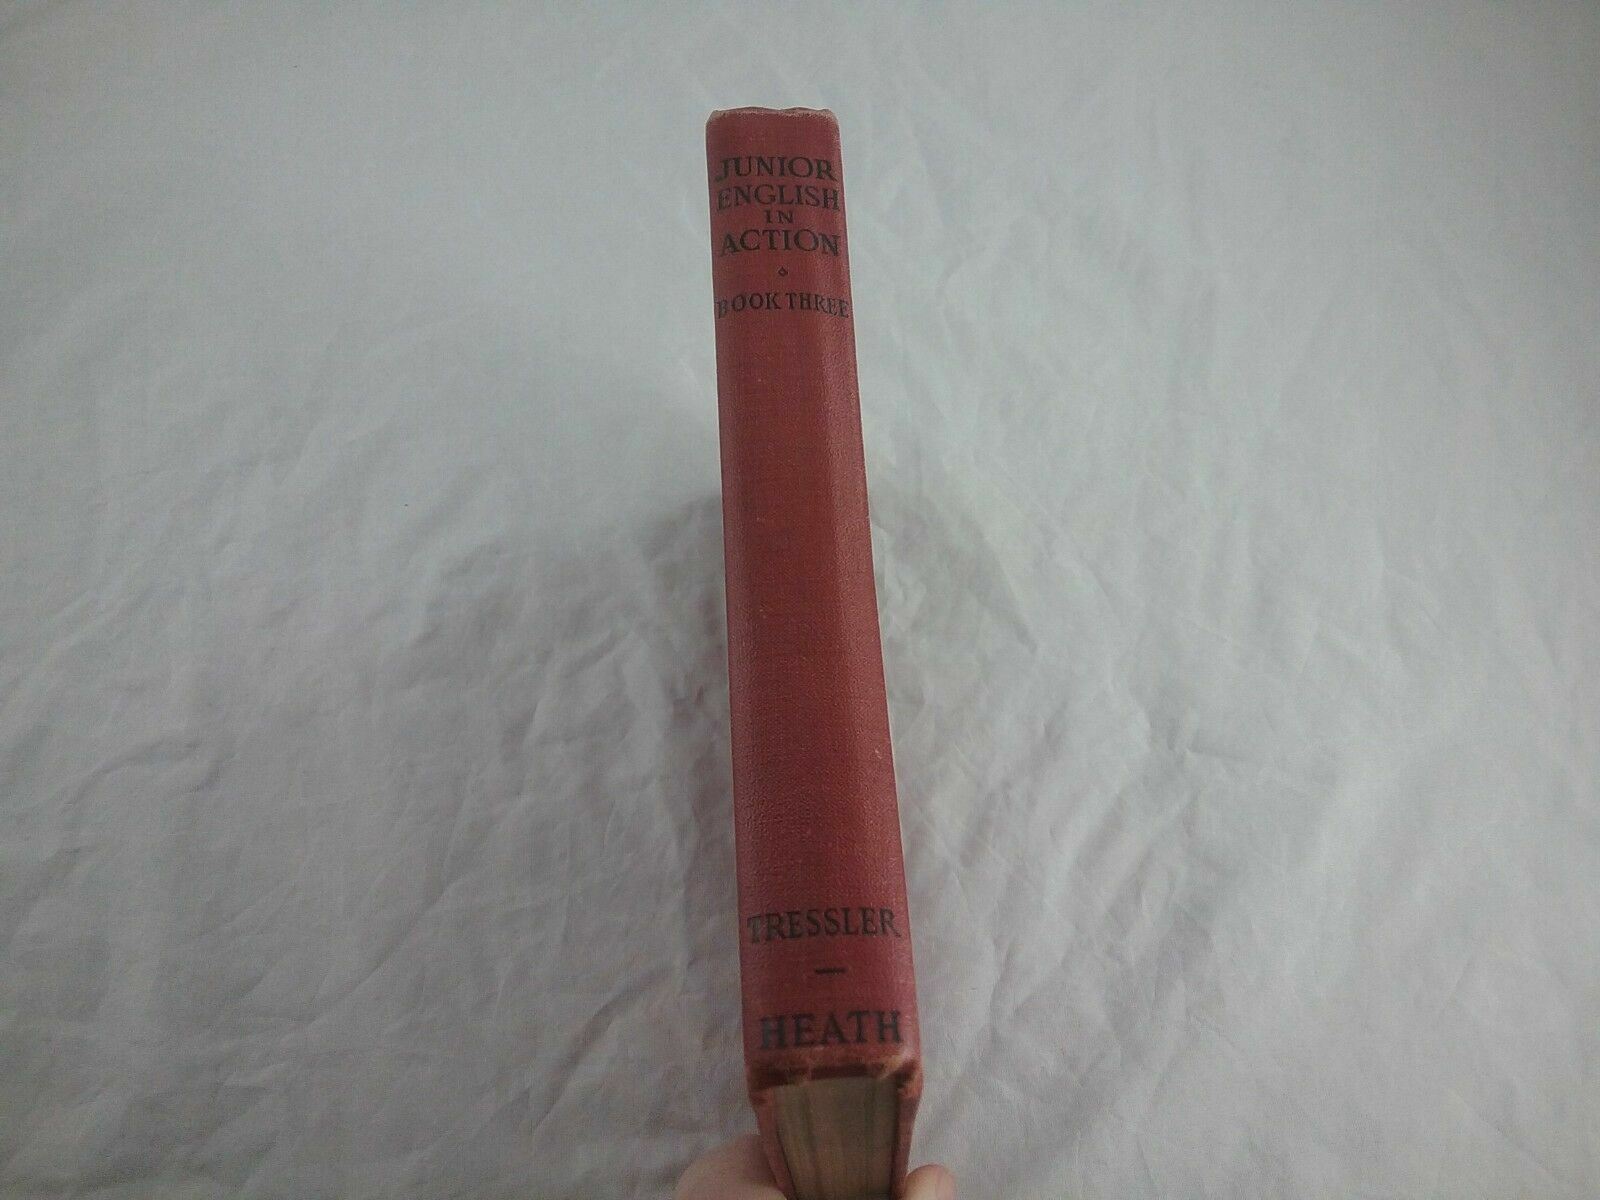 JUNIOR
ENGLISH
IN
ACTION
BOOK THREE
TRESSLER
HEATH